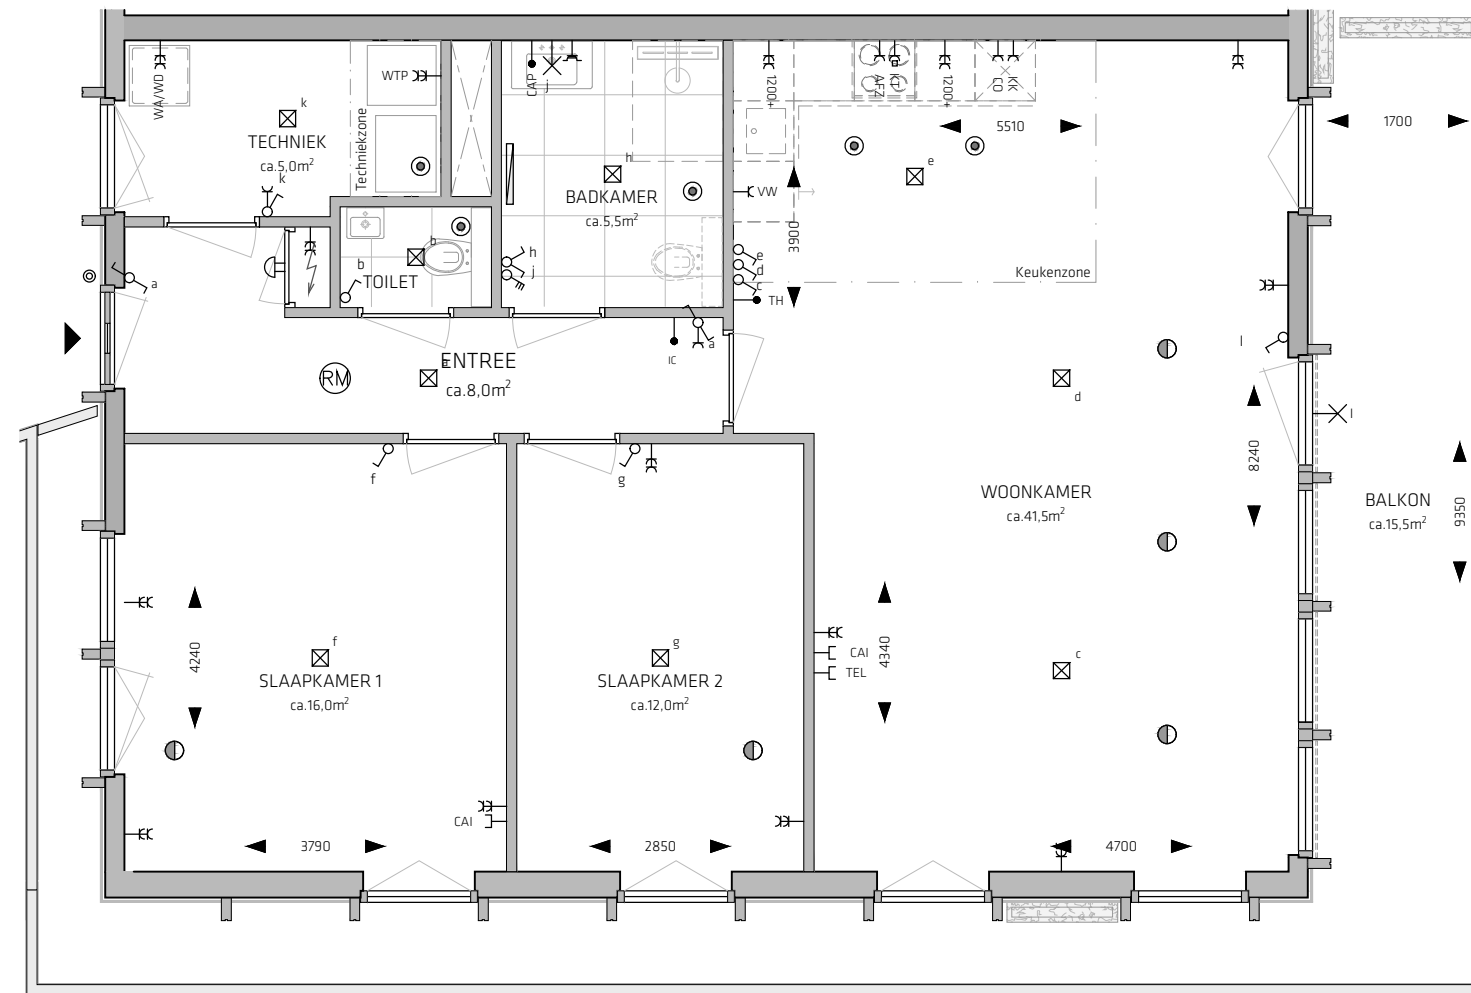 WA/WD
WTP
Techniekzone
k
TECHNIEK
ca.5,0m²
k
CAP
j
h
BADKAMER
ca.5,5m²
1200+
AFZ
KT
1200+
CO
KK
5510
e
1700
VW
3900
Keukenzone
e
d
c
TH
h
j
b
b
TOILET
a
a
ENTREE
ca.8,0m²
RM
IC
a
l
l
d
8240
WOONKAMER
ca.41,5m²
BALKON
ca.15,5m²
9350
f
g
4240
f
SLAAPKAMER 1
ca.16,0m²
g
SLAAPKAMER 2
ca.12,0m²
CAI
TEL
4340
c
CAI
3790
2850
4700